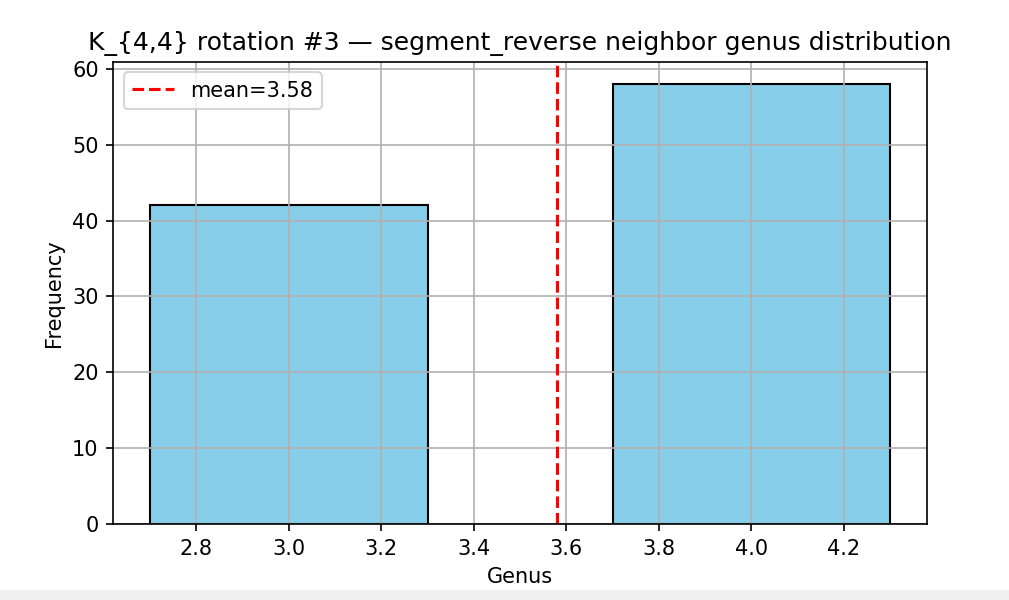 K_{4,4} rotation #3 — segment_reverse neighbor genus distribution
mean=3.58
Frequency
60
50
40
30
20
10
0
2.8 3.0 3.2 3.4 3.6 3.8 4.0 4.2
Genus